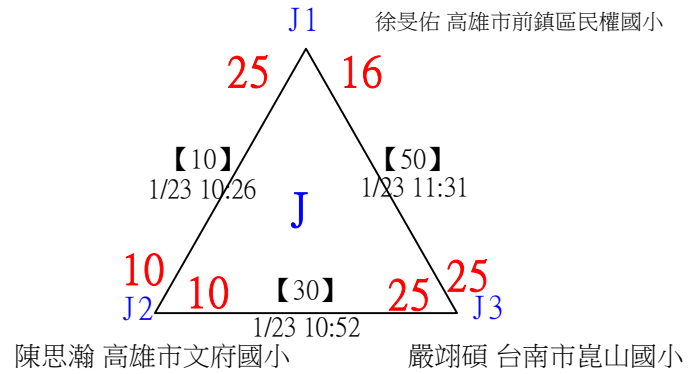 J1
徐旻佑 高雄市前鎮區民權國小
25
16
【10】
1/23 10:26
【50】
1/23 11:31
J
10
10
【30】
1/23 10:52
25
25
J2
J3
陳思瀚 高雄市文府國小
嚴翊碩 台南市崑山國小